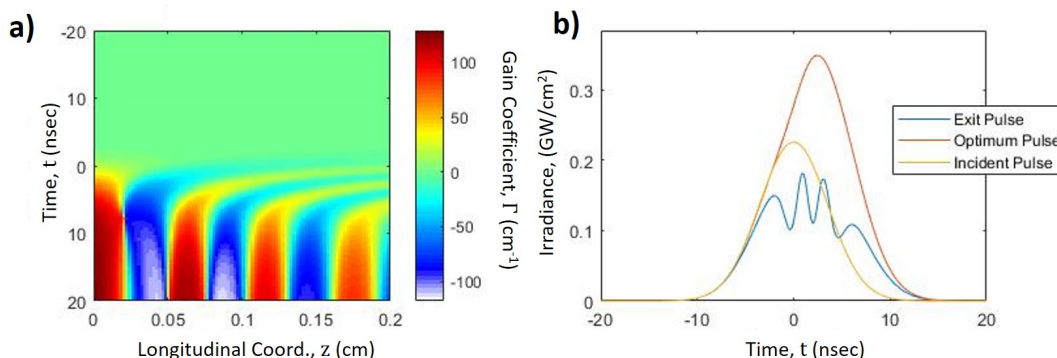 a)
-20
10
0
10
20
Time, t (nsec)
0
0.05
0.1
0.15
0.2
Longitudinal Coord., z (cm)
100
50
0
-50
-100
Gain Coefficient, Γ (cm-1)
b)
0.3
0.2
0.1
0
Irradiance, (GW/cm2)
-20
-10
0
10
20
Time, t (nsec)
Exit Pulse
Optimum Pulse
Incident Pulse